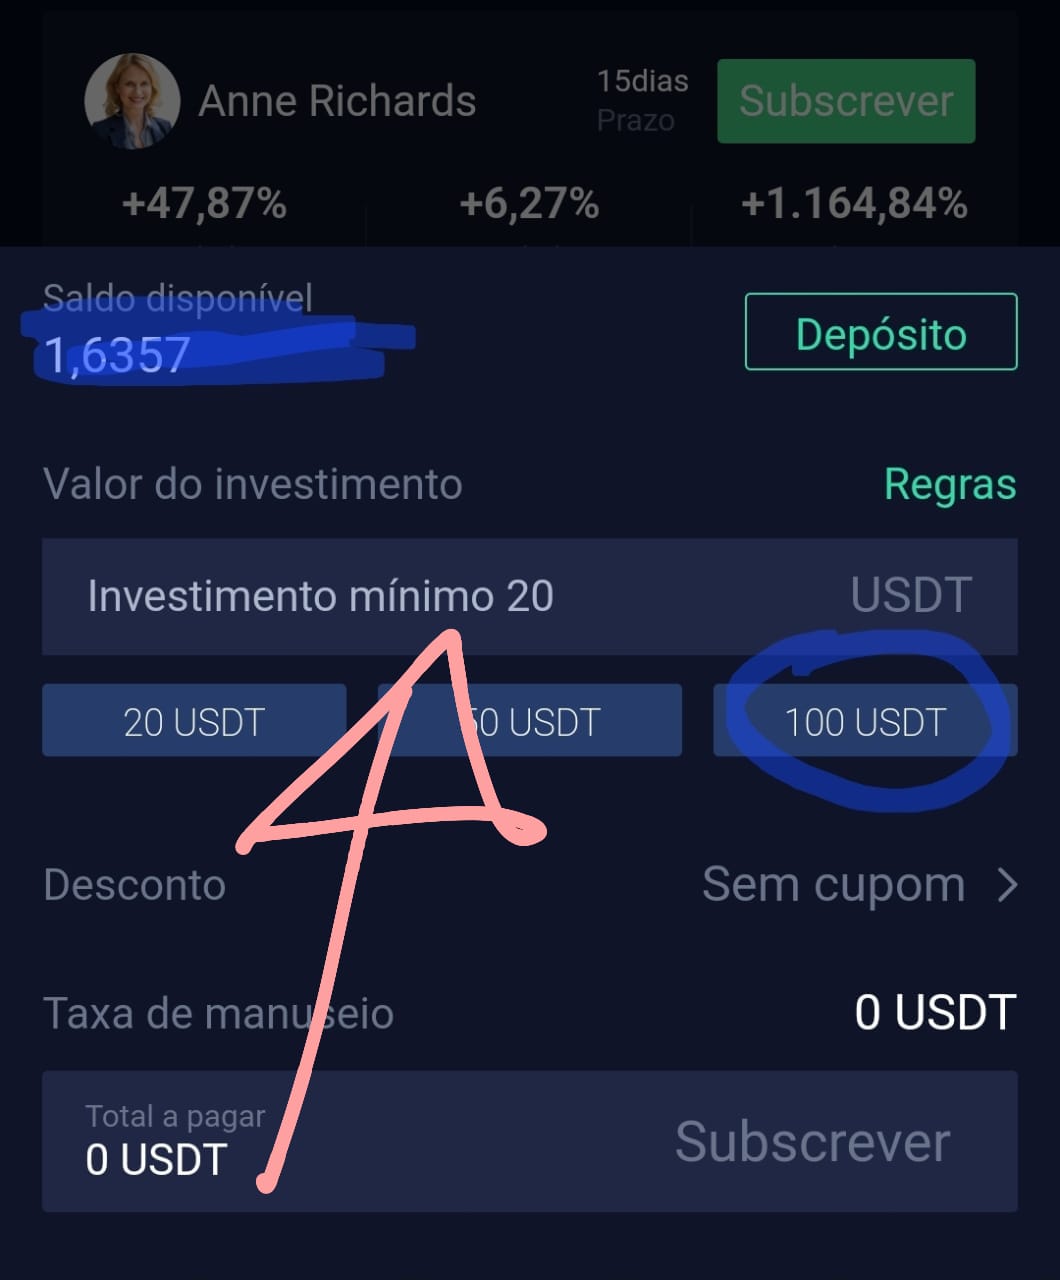 Anne Richards
15dias
Prazo
Subscrever
+47,87%
+6,27%
+1.164,84%
Saldo disponível
1,6357
Depósito
Valor do investimento
Regras
Investimento mínimo 20
USDT
20 USDT
50 USDT
100 USDT
Desconto
Sem cupom
Taxa de manuseio
0 USDT
Total a pagar
0 USDT
Subscrever